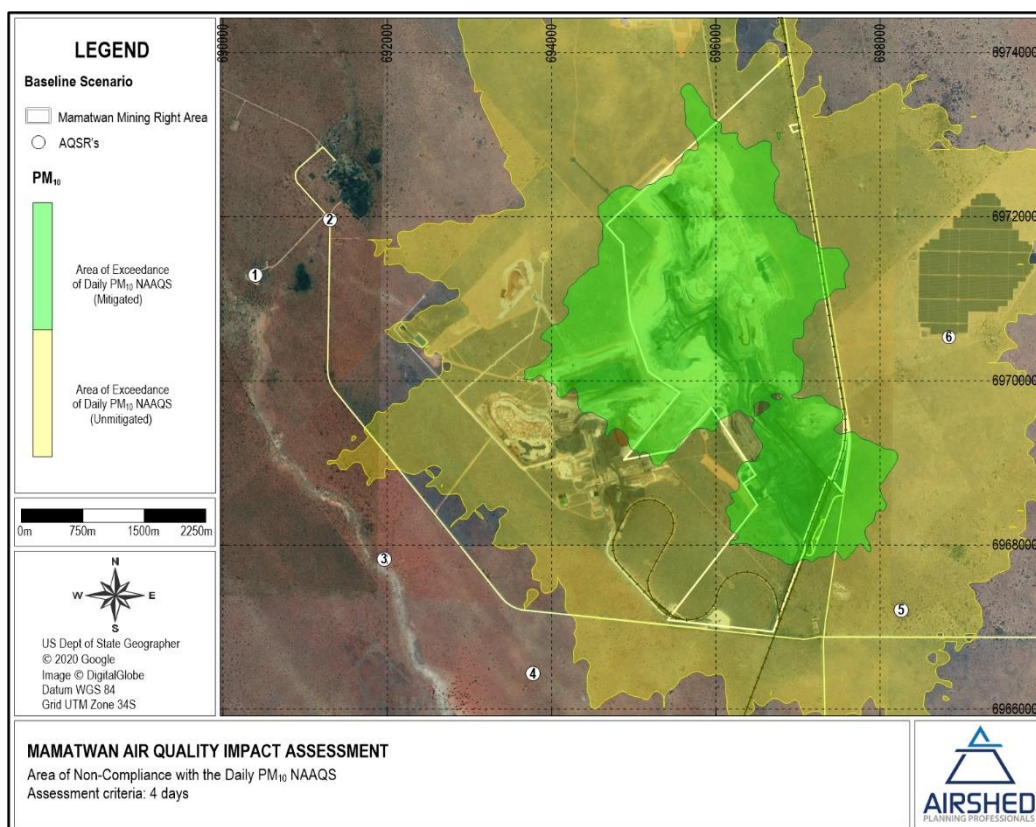 LEGEND
Baseline Scenario
Mamatwan Mining Right Area
AQSR's
PM₁₀
Area of Exceedance
of Daily PM₁₀ NAAQS
(Mitigated)
Area of Exceedance
of Daily PM₁₀ NAAQS
(Unmitigated)
0m 750m 1500m 2250m
N
W E
S
US Dept of State Geographer
© 2020 Google
Image © DigitalGlobe
Datum WGS 84
Grid UTM Zone 34S
690000 692000 694000 696000 698000
6974000
6972000
2
1
6
6970000
6968000
3
5
4
6966000
MAMATWAN AIR QUALITY IMPACT ASSESSMENT
Area of Non-Compliance with the Daily PM₁₀ NAAQS
Assessment criteria: 4 days
AIRSHED
PLANNING PROFESSIONALS